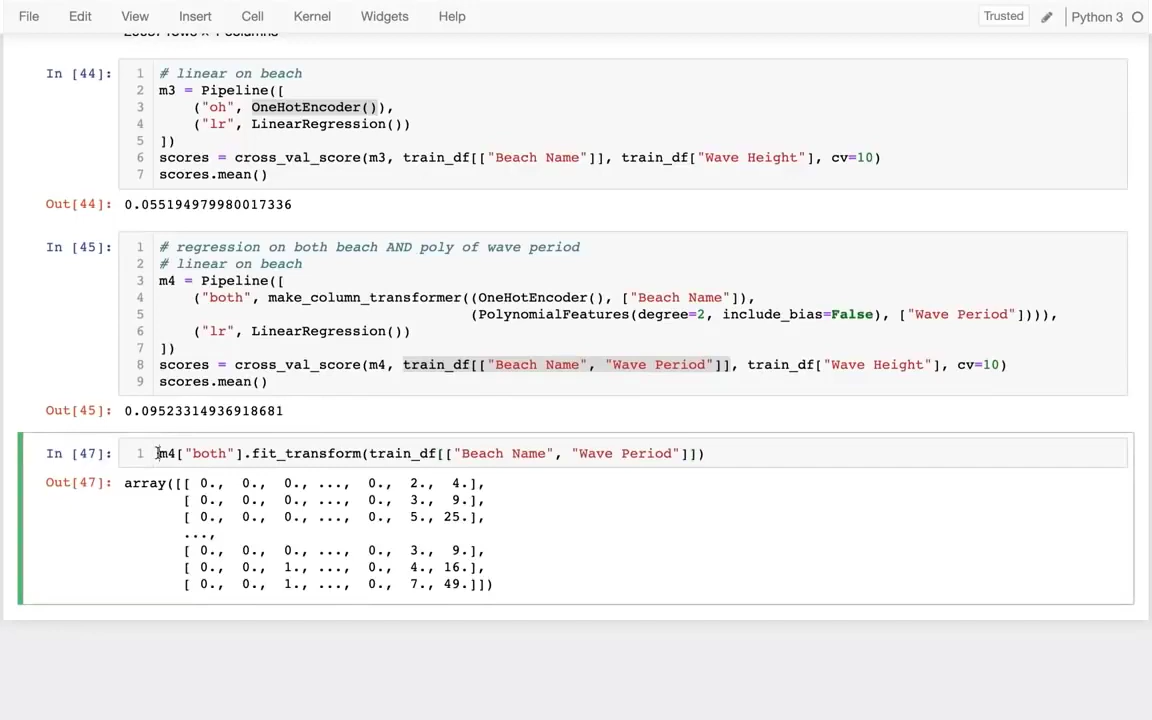 File Edit View Insert Cell Kernel Widgets Help Trusted Python 3
In [44]:
1 # linear on beach
2 m3 = Pipeline([
3     ("oh", OneHotEncoder()),
4     ("lr", LinearRegression())
5 ])
6 scores = cross_val_score(m3, train_df[["Beach Name"]], train_df["Wave Height"], cv=10)
7 scores.mean()
Out[44]: 0.055194979980017336
In [45]:
1 # regression on both beach AND poly of wave period
2 # linear on beach
3 m4 = Pipeline([
4     ("both", make_column_transformer((OneHotEncoder(), ["Beach Name"]),
5                                      (PolynomialFeatures(degree=2, include_bias=False), ["Wave Period"]))),
6     ("lr", LinearRegression())
7 ])
8 scores = cross_val_score(m4, train_df[["Beach Name", "Wave Period"]], train_df["Wave Height"], cv=10)
9 scores.mean()
Out[45]: 0.09523314936918681
In [47]: 1 m4["both"].fit_transform(train_df[["Beach Name", "Wave Period"]])
Out[47]: array([[ 0.,  0.,  0., ...,  0.,  2.,  4.],
[ 0.,  0.,  0., ...,  0.,  3.,  9.],
[ 0.,  0.,  0., ...,  0.,  5., 25.],
...,
[ 0.,  0.,  0., ...,  0.,  3.,  9.],
[ 0.,  0.,  1., ...,  0.,  4., 16.],
[ 0.,  0.,  1., ...,  0.,  7., 49.]])